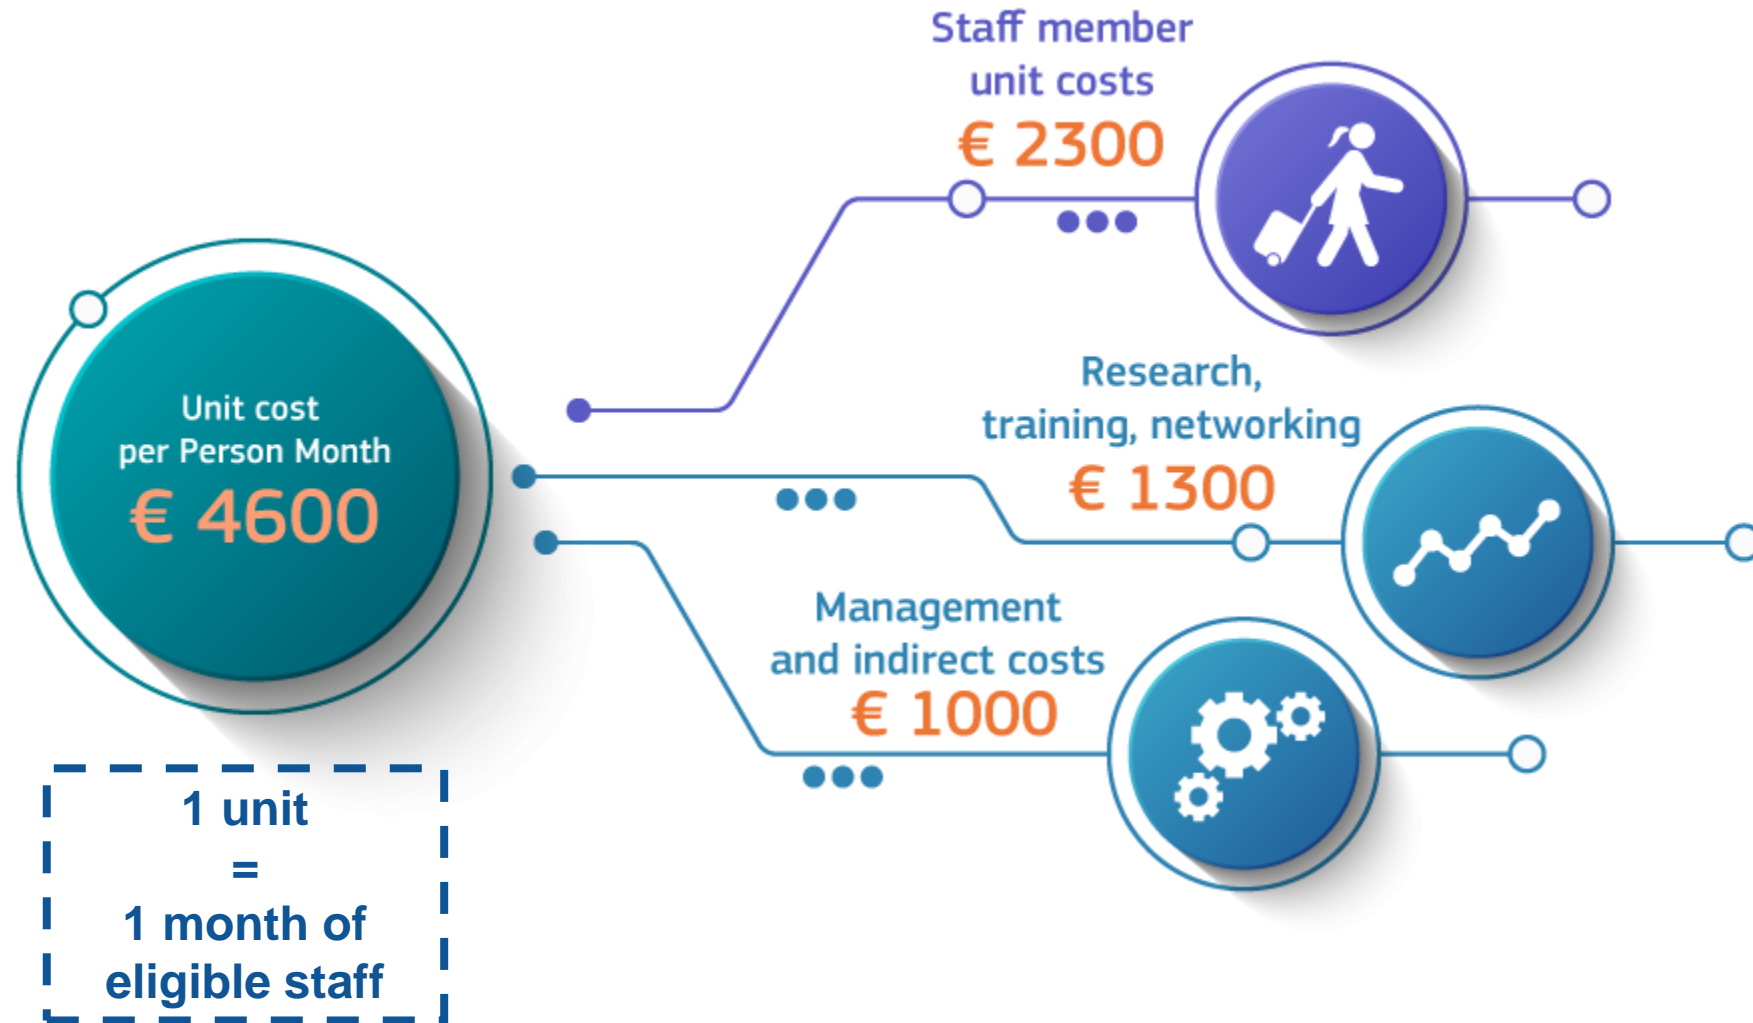 Staff member
unit costs
€ 2300
Unit cost
per Person Month
€ 4600
Research,
training, networking
€ 1300
Management
and indirect costs
€ 1000
1 unit
=
1 month of
eligible staff